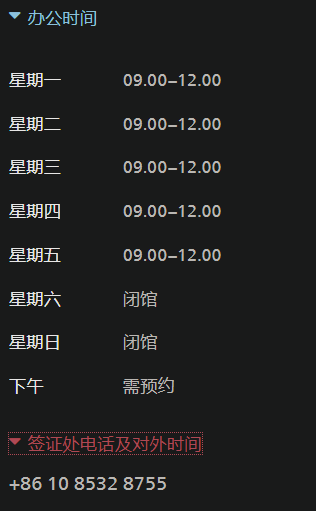 办公时间
星期一 09.00–12.00
星期二 09.00–12.00
星期三 09.00–12.00
星期四 09.00–12.00
星期五 09.00–12.00
星期六 闭馆
星期日 闭馆
下午 需预约
签证处电话及对外时间
+86 10 8532 8755